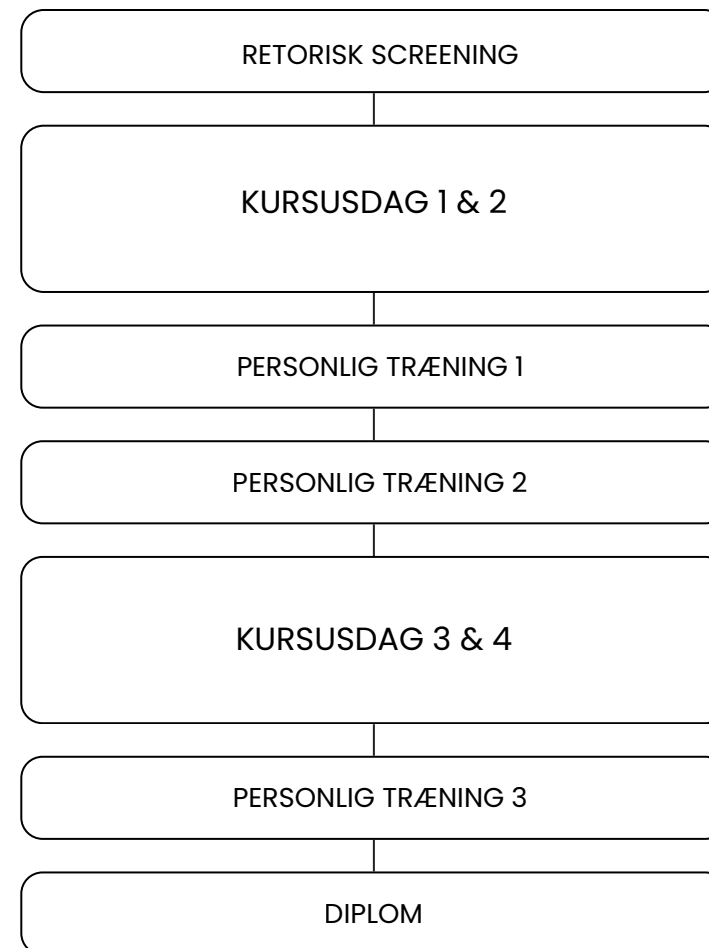 RETORISK SCREENING
KURSUSDAG 1 & 2
PERSONLIG TRÆNING 1
PERSONLIG TRÆNING 2
KURSUSDAG 3 & 4
PERSONLIG TRÆNING 3
DIPLOM